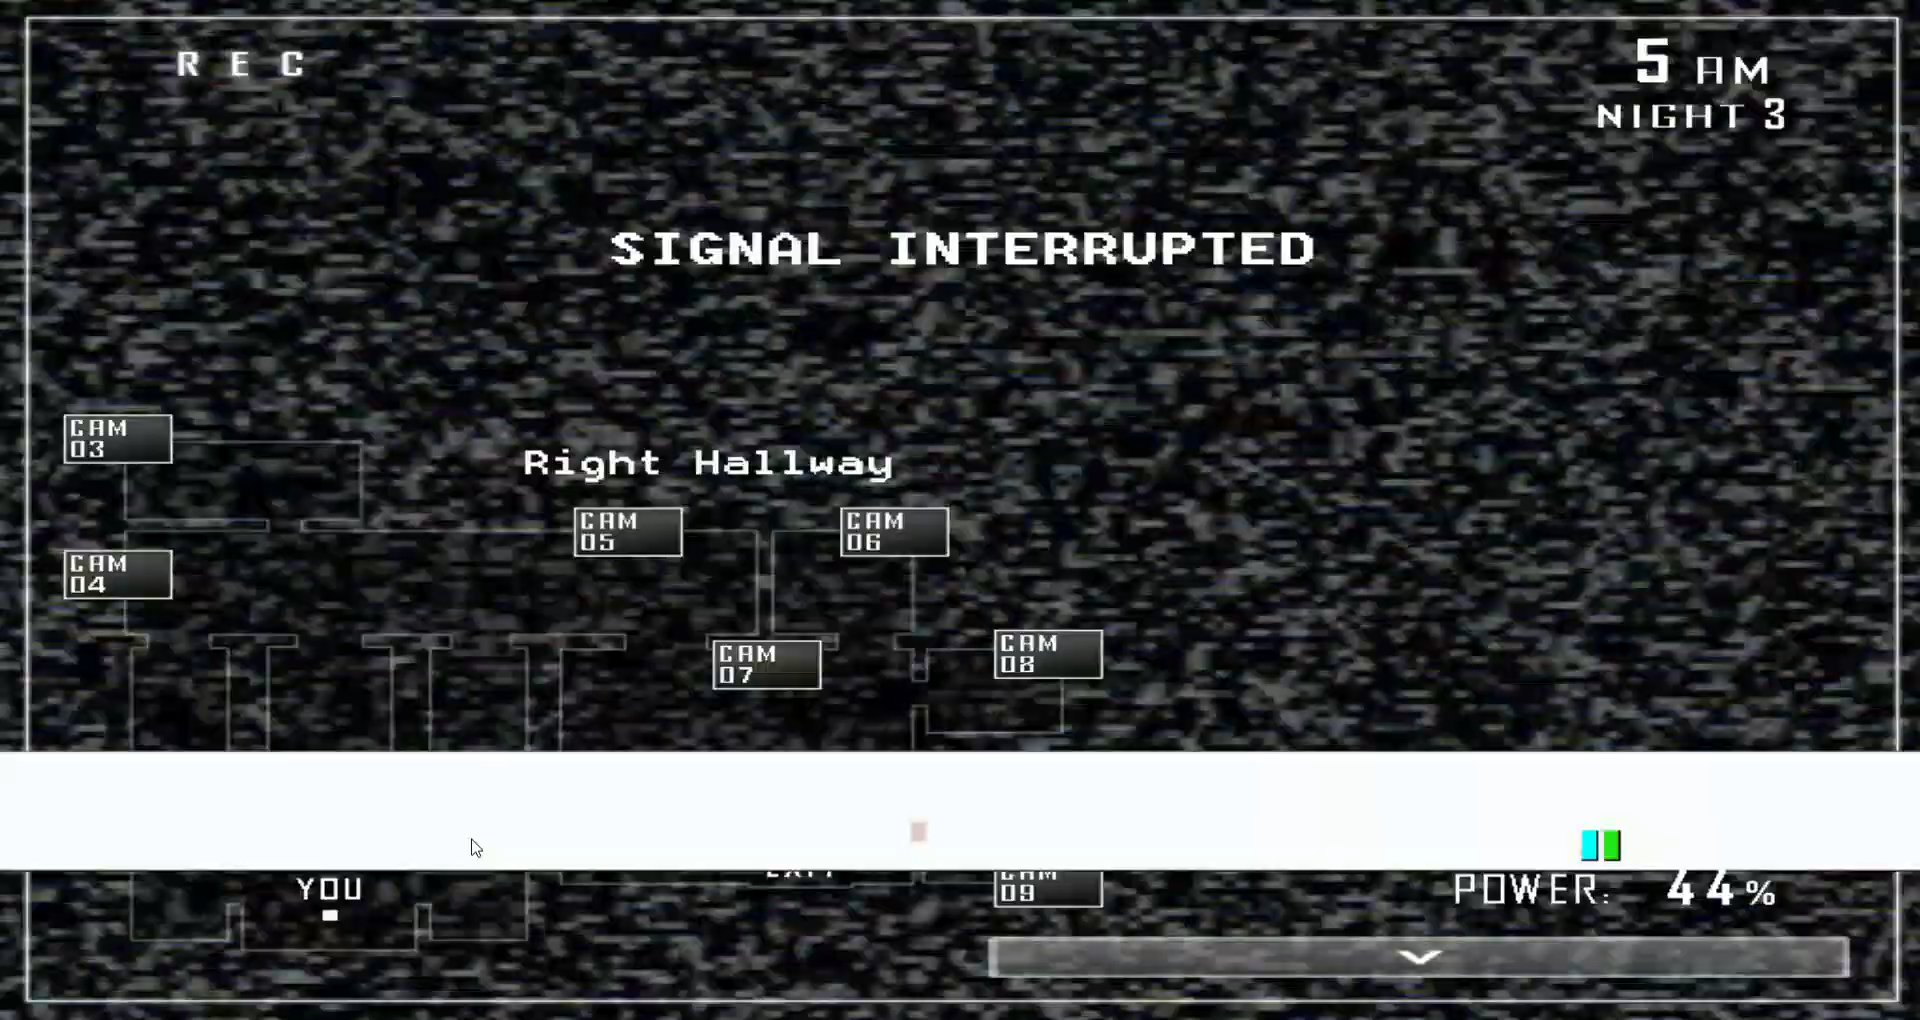 REC
5 AM
NIGHT 3
SIGNAL INTERRUPTED
CAM
03
Right Hallway
CAM
05
CAM
06
CAM
04
CAM
08
CAM
07
YOU
CAM
09
POWER: 44%